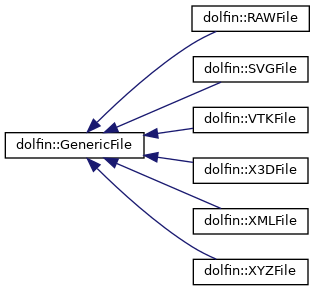 dolfin::RAWFile
dolfin::SVGFile
dolfin::VTKFile
dolfin::GenericFile
dolfin::X3DFile
dolfin::XMLFile
dolfin::XYZFile